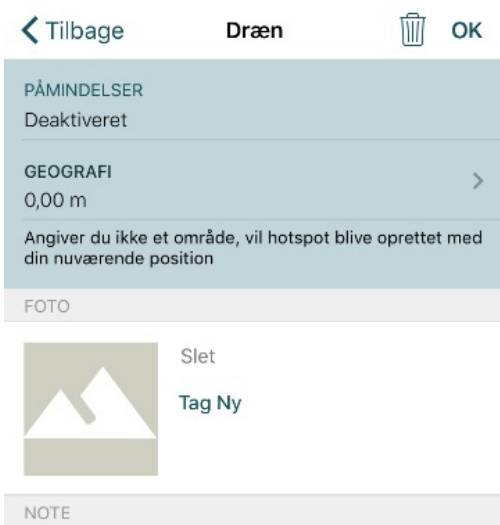 Tilbage Dræn OK
PÅMINDELSER
Deaktiveret
GEOGRAFI
0,00 m
Angiver du ikke et område, vil hotspot blive oprettet med
din nuværende position
FOTO
Slet
Tag Ny
NOTE